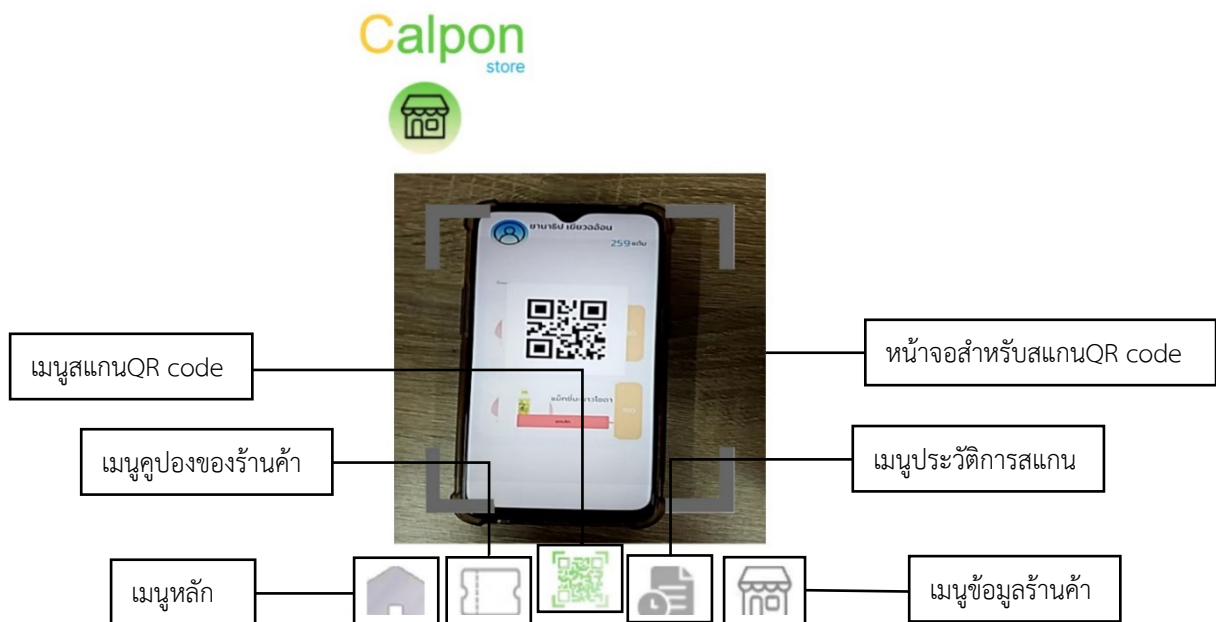 Calpon
store
259 แต้ม
เมนูสแกนQR code
หน้าจอสำหรับสแกนQR code
เมนูคูปองของร้านค้า
เมนูประวัติการสแกน
เมนูหลัก
เมนูข้อมูลร้านค้า